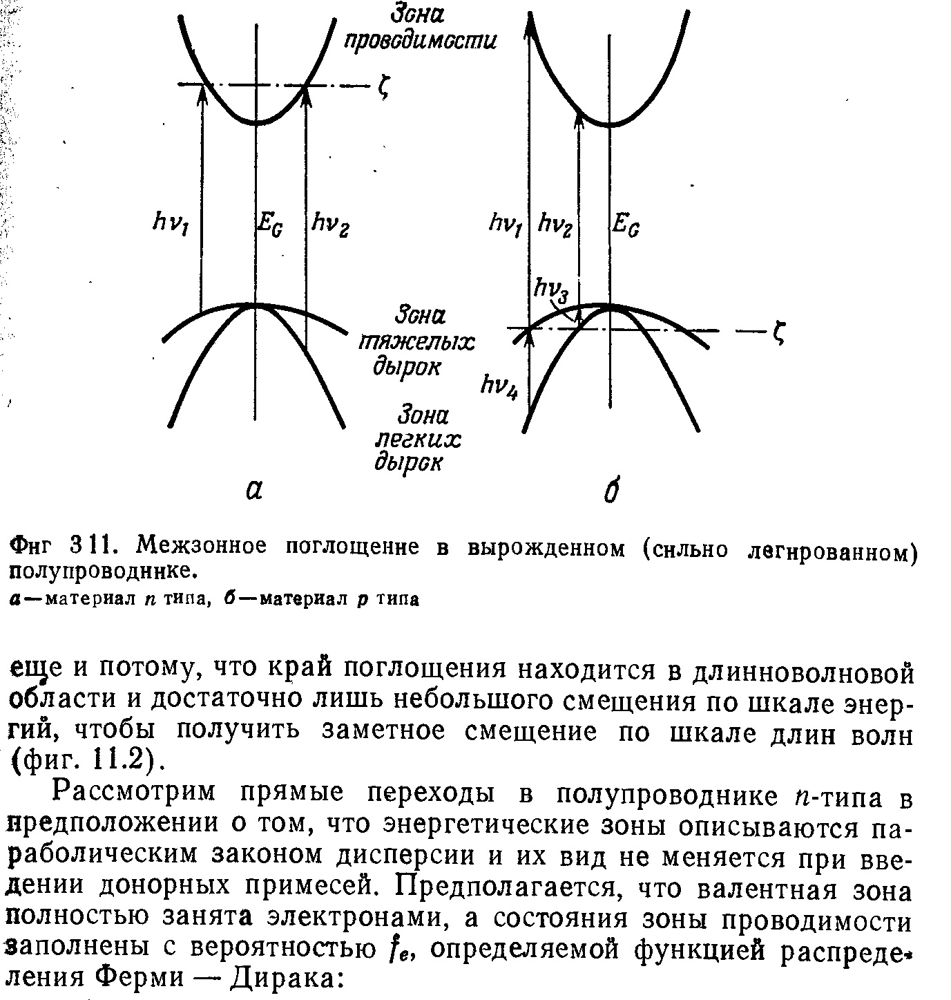 Зона
проводимости
ζ
hν₁
E_G
hν₂
Зона
тяжелых
дырок
Зона
легких
дырок
а
hν₁
hν₂
E_G
hν₃
ζ
hν₄
б
Фиг 3 11. Межзонное поглощение в вырожденном (сильно легированном)
полупроводнике.
а — материал n типа, б — материал p типа
еще и потому, что край поглощения находится в длинноволновой
области и достаточно лишь небольшого смещения по шкале энер-
гий, чтобы получить заметное смещение по шкале длин волн
(фиг. 11.2).
Рассмотрим прямые переходы в полупроводнике n-типа в
предположении о том, что энергетические зоны описываются па-
раболическим законом дисперсии и их вид не меняется при вве-
дении донорных примесей. Предполагается, что валентная зона
полностью занята электронами, а состояния зоны проводимости
заполнены с вероятностью fₑ, определяемой функцией распреде-
ления Ферми — Дирака: